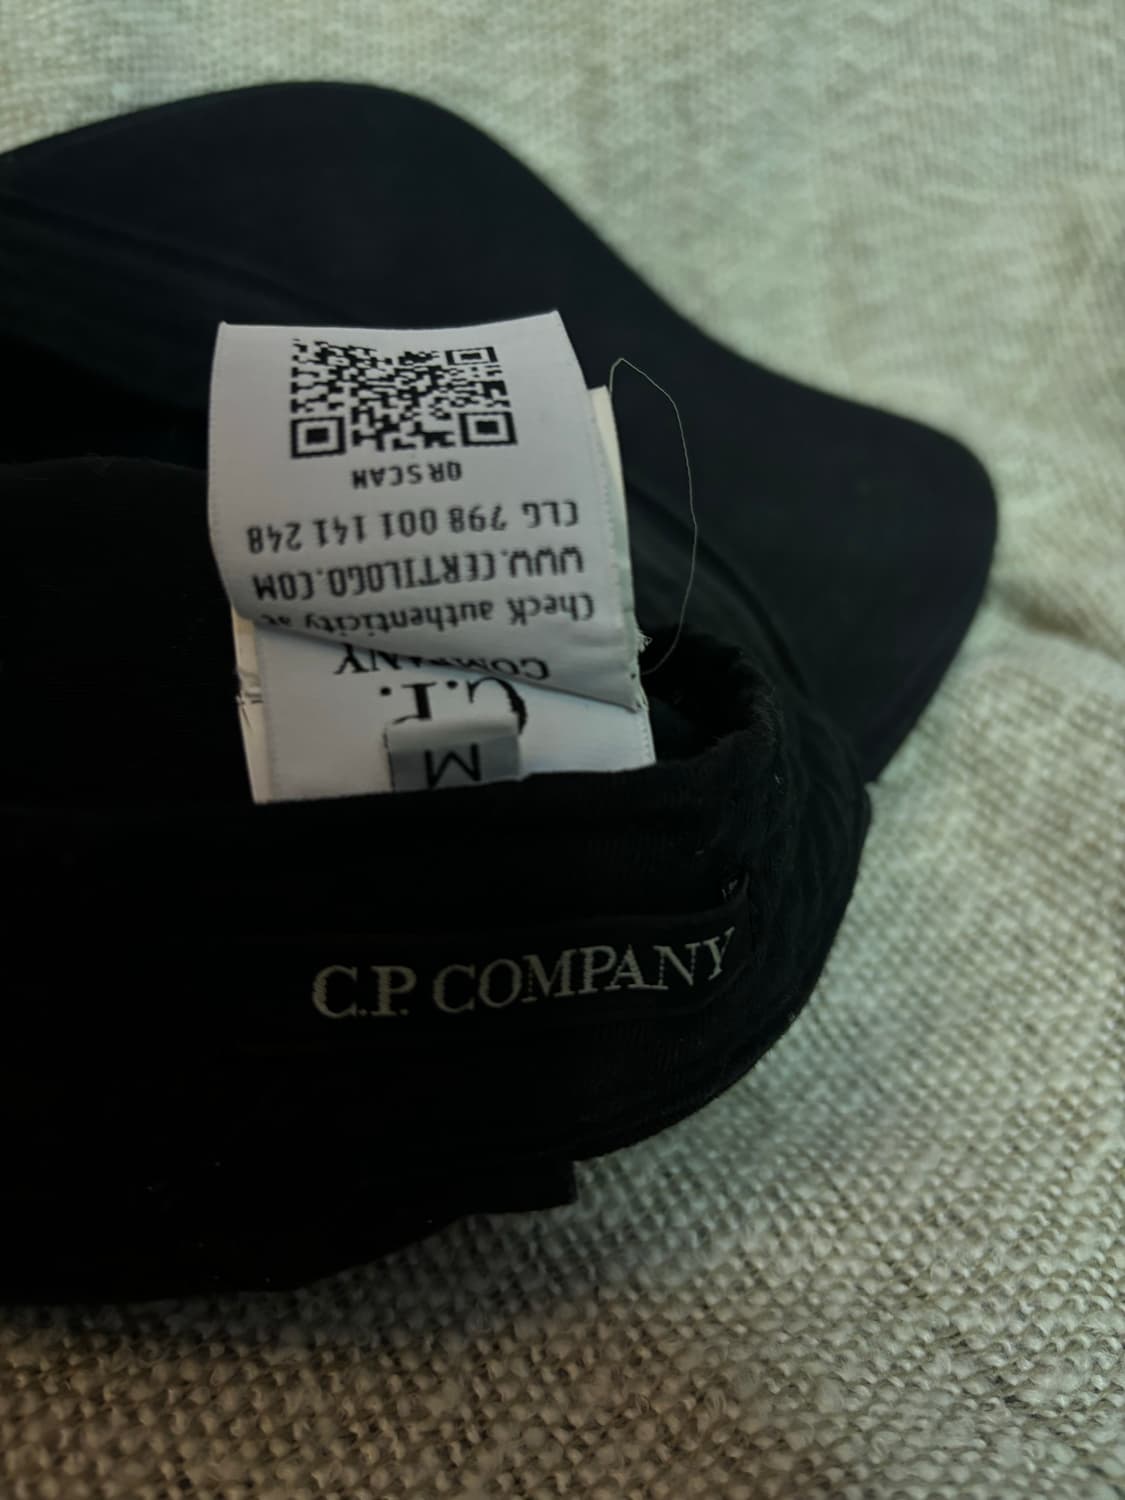 C.P.
COMPANY
Check authenticity at
WWW.CERTILOGO.COM
CLG 798 001 141 248
QR SCAN
M
C.P. COMPANY